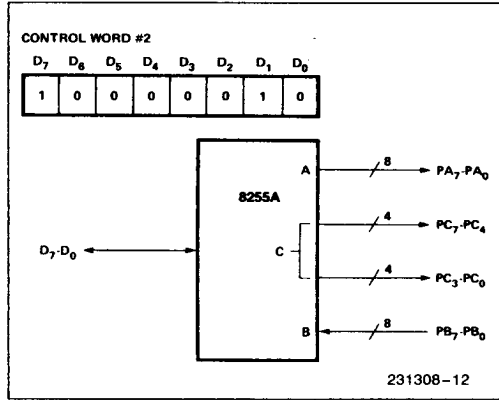 CONTROL WORD #2
D7 D6 D5 D4 D3 D2 D1 D0
1 0 0 0 0 0 1 0
8255A
A
8
PA7-PA0
4
PC7-PC4
D7-D0
C
4
PC3-PC0
B
8
PB7-PB0
231308-12